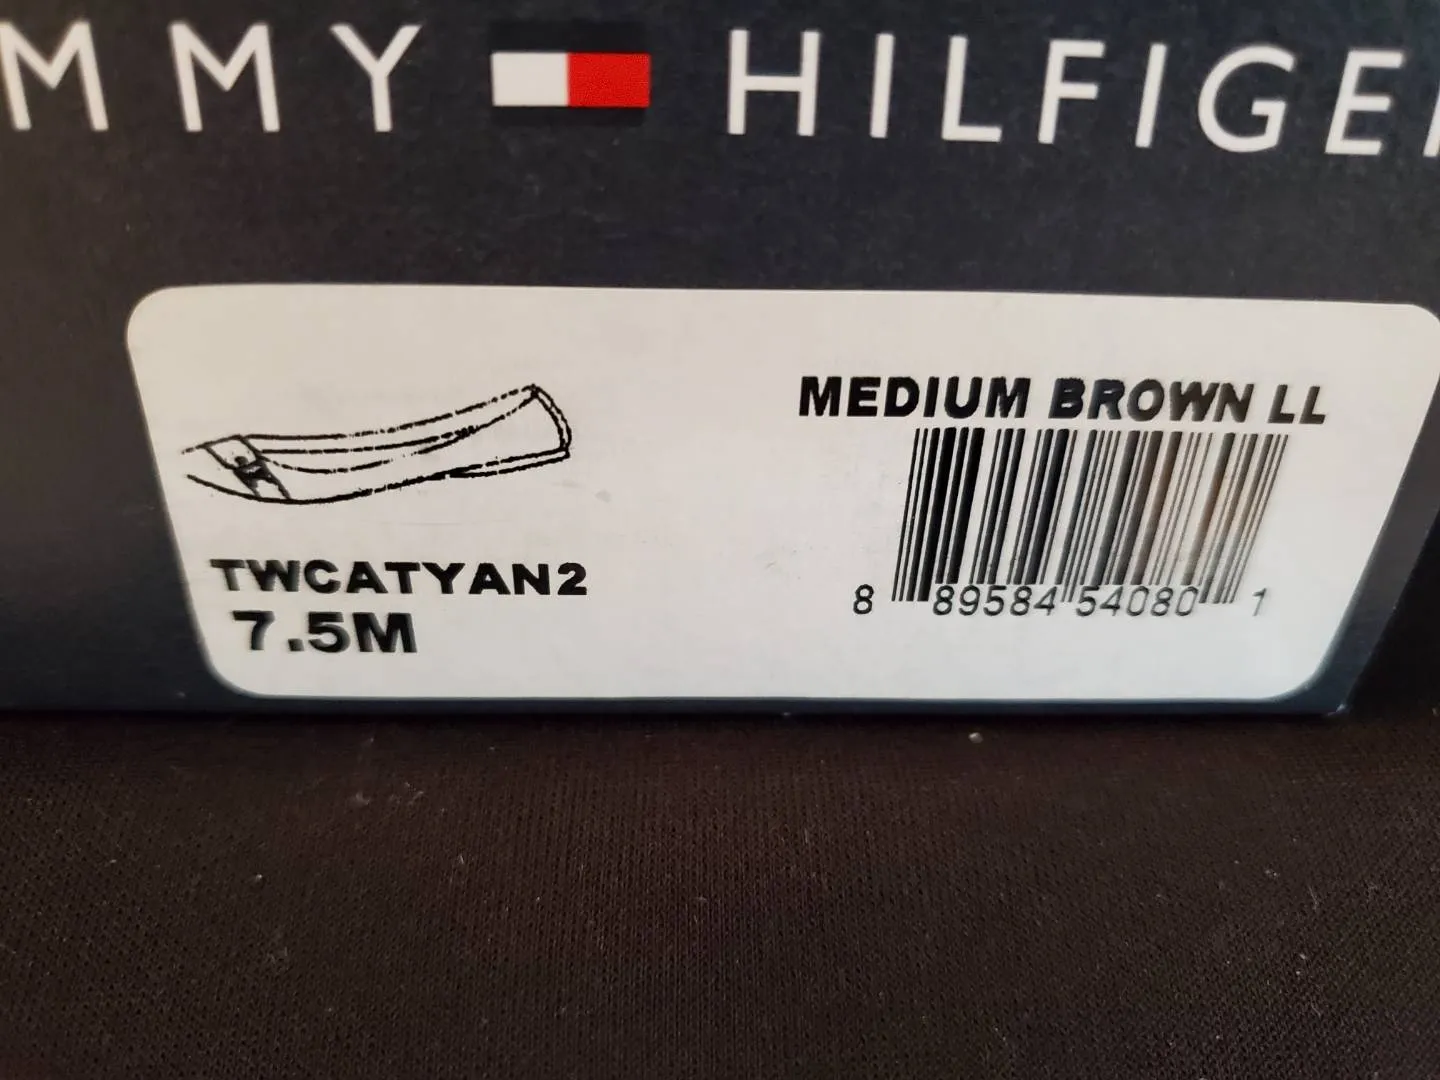 MMY HILFIGE
MEDIUM BROWN LL
TWCATYAN2
7.5M
8 89584 54080 1